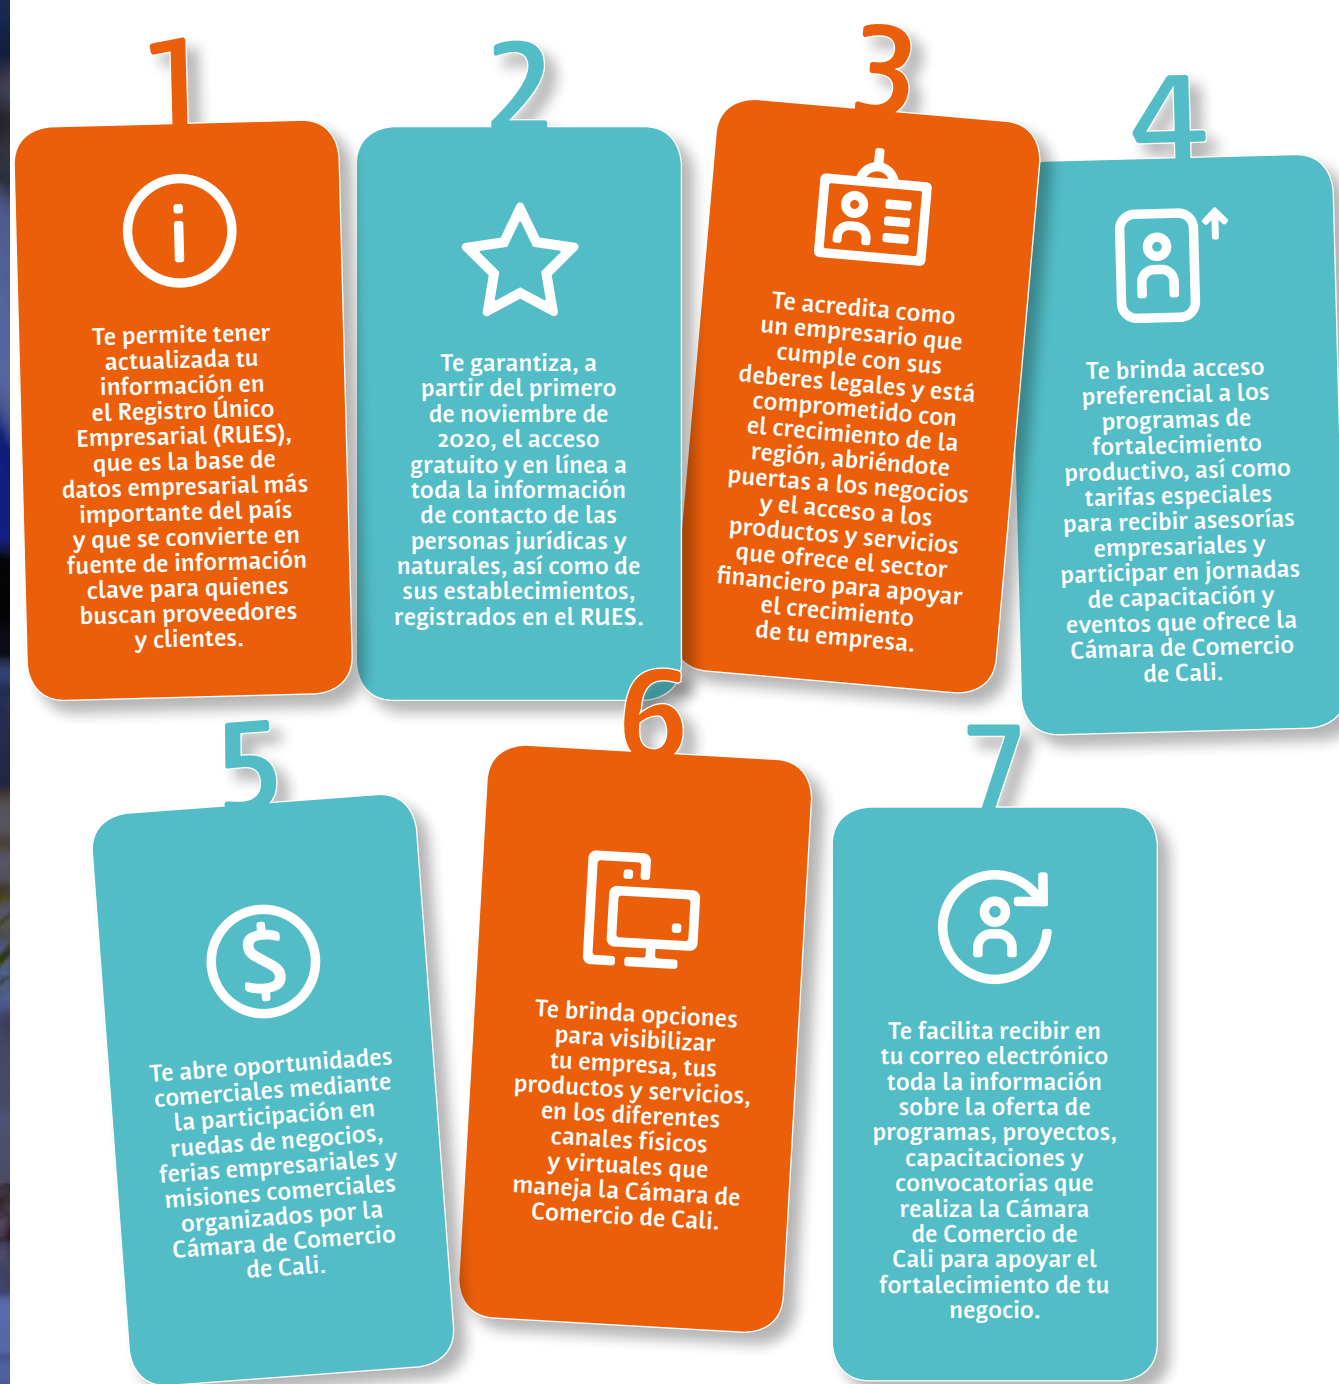 1
Te permite tener
actualizada tu
información en
el Registro Único
Empresarial (RUES),
que es la base de
datos empresarial más
importante del país
y que se convierte en
fuente de información
clave para quienes
buscan proveedores
y clientes.
2
Te garantiza, a
partir del primero
de noviembre de
2020, el acceso
gratuito y en línea a
toda la información
de contacto de las
personas jurídicas y
naturales, así como de
sus establecimientos,
registrados en el RUES.
3
Te acredita como
un empresario que
cumple con sus
deberes legales y está
comprometido con
el crecimiento de la
región, abriéndote
puertas a los negocios
y el acceso a los
productos y servicios
que ofrece el sector
financiero para apoyar
el crecimiento
de tu empresa.
4
Te brinda acceso
preferencial a los
programas de
fortalecimiento
productivo, así como
tarifas especiales
para recibir asesorías
empresariales y
participar en jornadas
de capacitación y
eventos que ofrece la
Cámara de Comercio
de Cali.
5
$
Te abre oportunidades
comerciales mediante
la participación en
ruedas de negocios,
ferias empresariales y
misiones comerciales
organizados por la
Cámara de Comercio
de Cali.
6
Te brinda opciones
para visibilizar
tu empresa, tus
productos y servicios,
en los diferentes
canales físicos
y virtuales que
maneja la Cámara de
Comercio de Cali.
7
Te facilita recibir en
tu correo electrónico
toda la información
sobre la oferta de
programas, proyectos,
capacitaciones y
convocatorias que
realiza la Cámara
de Comercio de
Cali para apoyar el
fortalecimiento de tu
negocio.